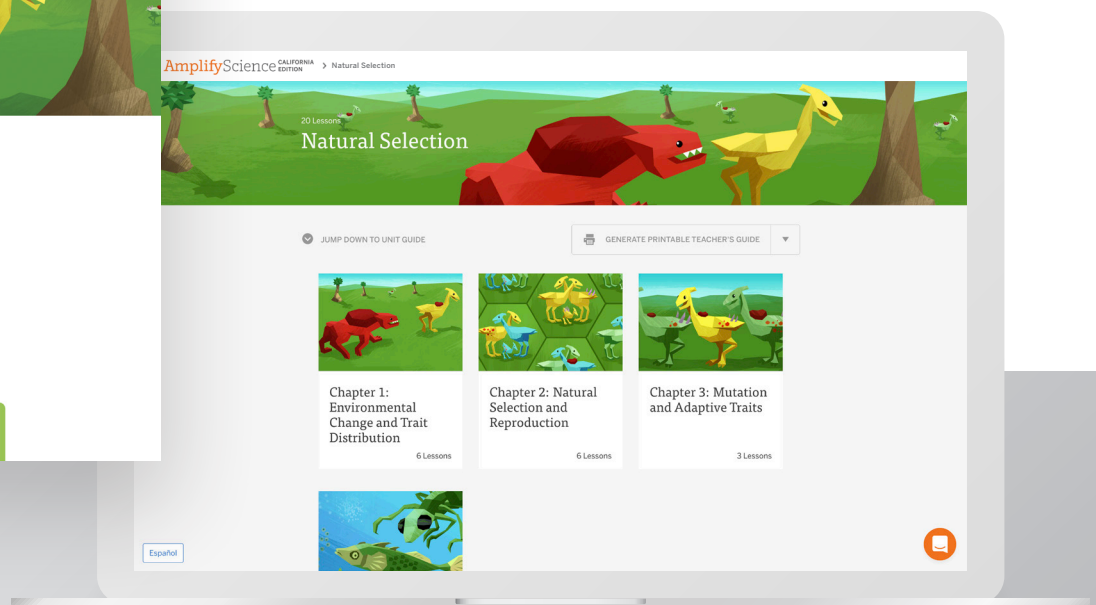 AmplifyScience CALIFORNIA EDITION > Natural Selection
20 Lessons
Natural Selection
JUMP DOWN TO UNIT GUIDE
GENERATE PRINTABLE TEACHER'S GUIDE
Chapter 1:
Environmental
Change and Trait
Distribution
6 Lessons
Chapter 2: Natural
Selection and
Reproduction
6 Lessons
Chapter 3: Mutation
and Adaptive Traits
3 Lessons
Español